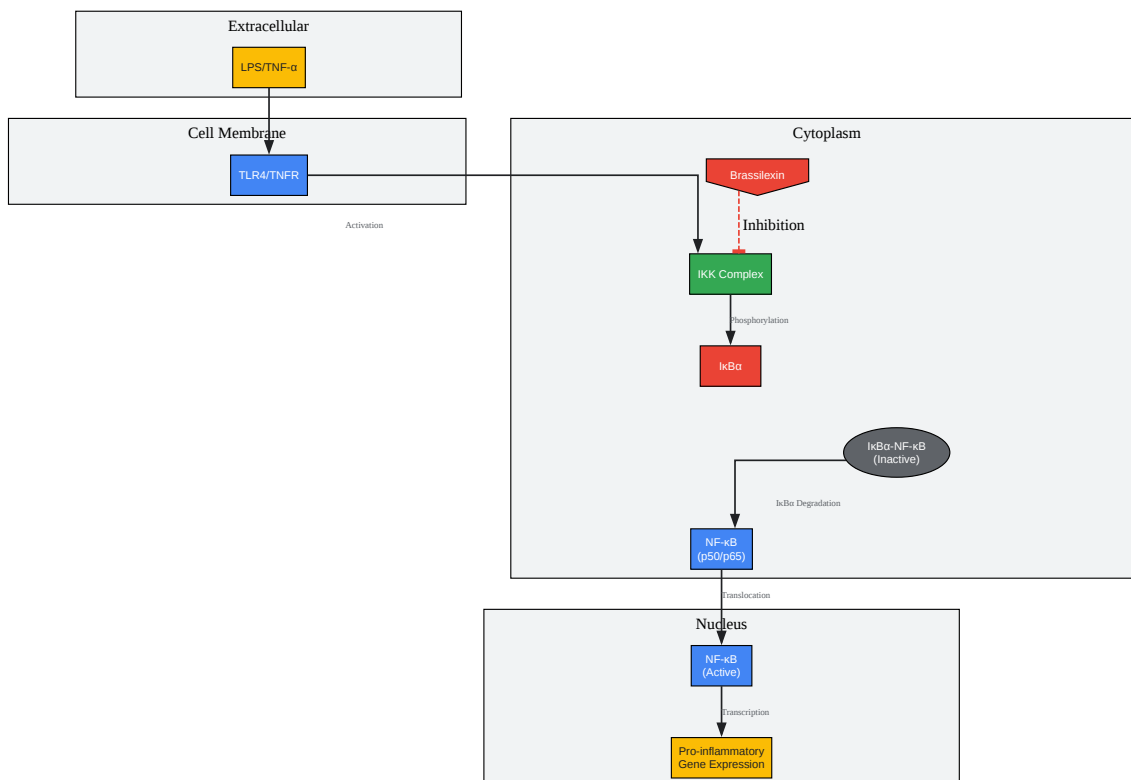 Extracellular
LPS/TNF-α
Cell Membrane
TLR4/TNFR
Activation
Cytoplasm
Brassilexin
Inhibition
IKK Complex
Phosphorylation
IκBα
IκBα-NF-κB
(Inactive)
IκBα Degradation
NF-κB
(p50/p65)
Translocation
Nucleus
NF-κB
(Active)
Transcription
Pro-inflammatory
Gene Expression